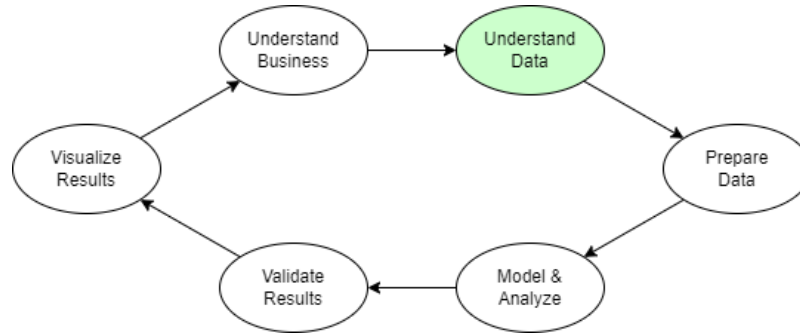 Understand
Business
Understand
Data
Visualize
Results
Prepare
Data
Validate
Results
Model &
Analyze